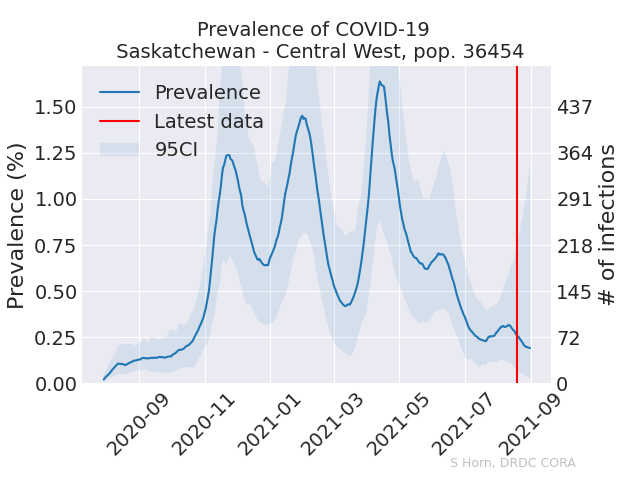 Prevalence of COVID-19
Saskatchewan - Central West, pop. 36454
Prevalence (%)
1.50
1.25
1.00
0.75
0.50
0.25
0.00
Prevalence
Latest data
95CI
437
364
291
218
145
72
0
# of infections
2020-09
2020-11
2021-01
2021-03
2021-05
2021-07
2021-09
S Horn, DRDC CORA